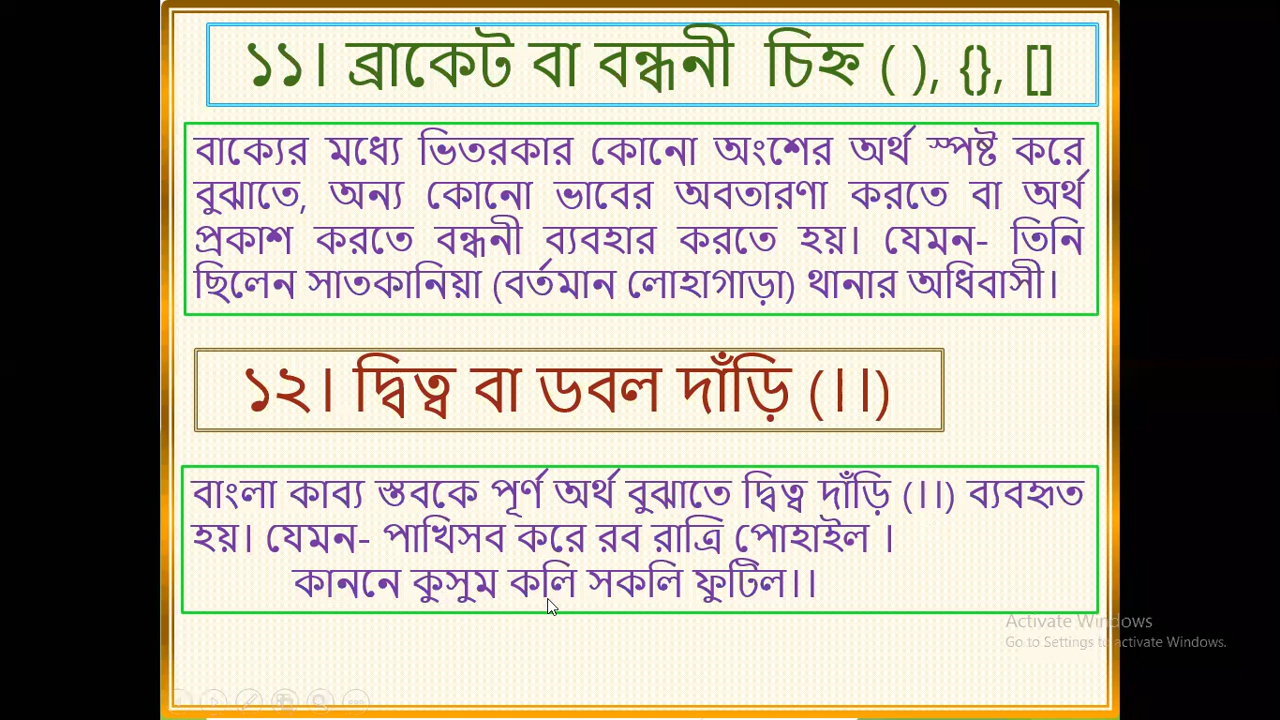 ১১। ব্রাকেট বা বন্ধনী চিহ্ন ( ), {}, []
বাক্যের মধ্যে ভিতরকার কোনো অংশের অর্থ স্পষ্ট করে
বুঝাতে, অন্য কোনো ভাবের অবতারণা করতে বা অর্থ
প্রকাশ করতে বন্ধনী ব্যবহার করতে হয়। যেমন- তিনি
ছিলেন সাতকানিয়া (বর্তমান লোহাগাড়া) থানার অধিবাসী।
১২। দ্বিত্ব বা ডবল দাঁড়ি (।।)
বাংলা কাব্য স্তবকে পূর্ণ অর্থ বুঝাতে দ্বিত্ব দাঁড়ি (।।) ব্যবহৃত
হয়। যেমন- পাখিসব করে রব রাত্রি পোহাইল ।
কাননে কুসুম কলি সকলি ফুটিল।।
Activate Windows
Go to Settings to activate Windows.